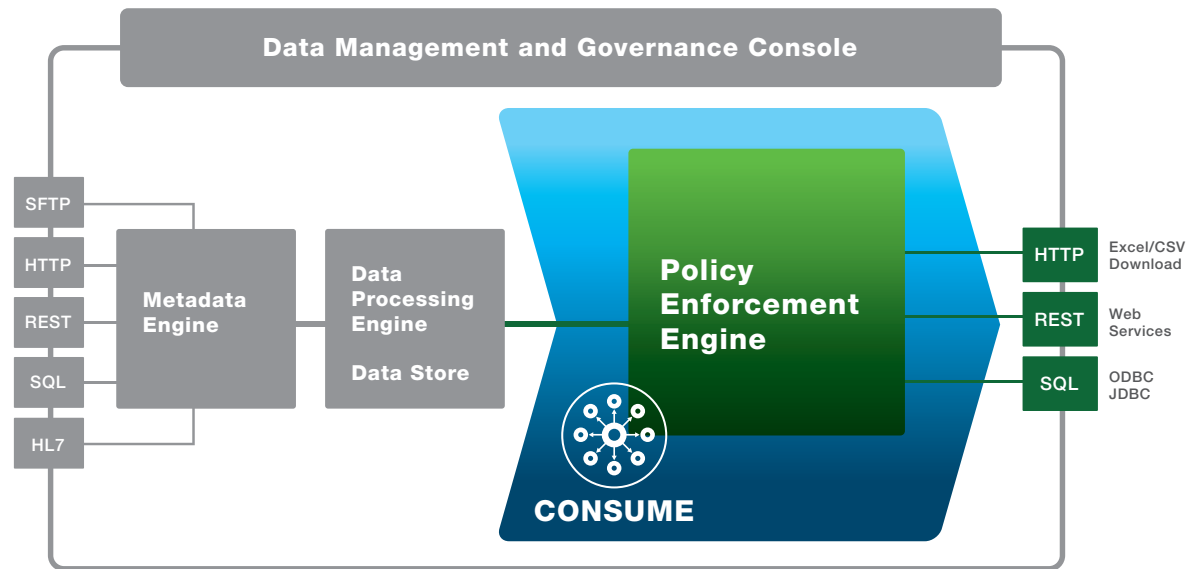 Data Management and Governance Console
SFTP
HTTP
REST
SQL
HL7
Metadata
Engine
Data
Processing
Engine
Data Store
Policy
Enforcement
Engine
CONSUME
HTTP
Excel/CSV
Download
REST
Web
Services
SQL
ODBC
JDBC